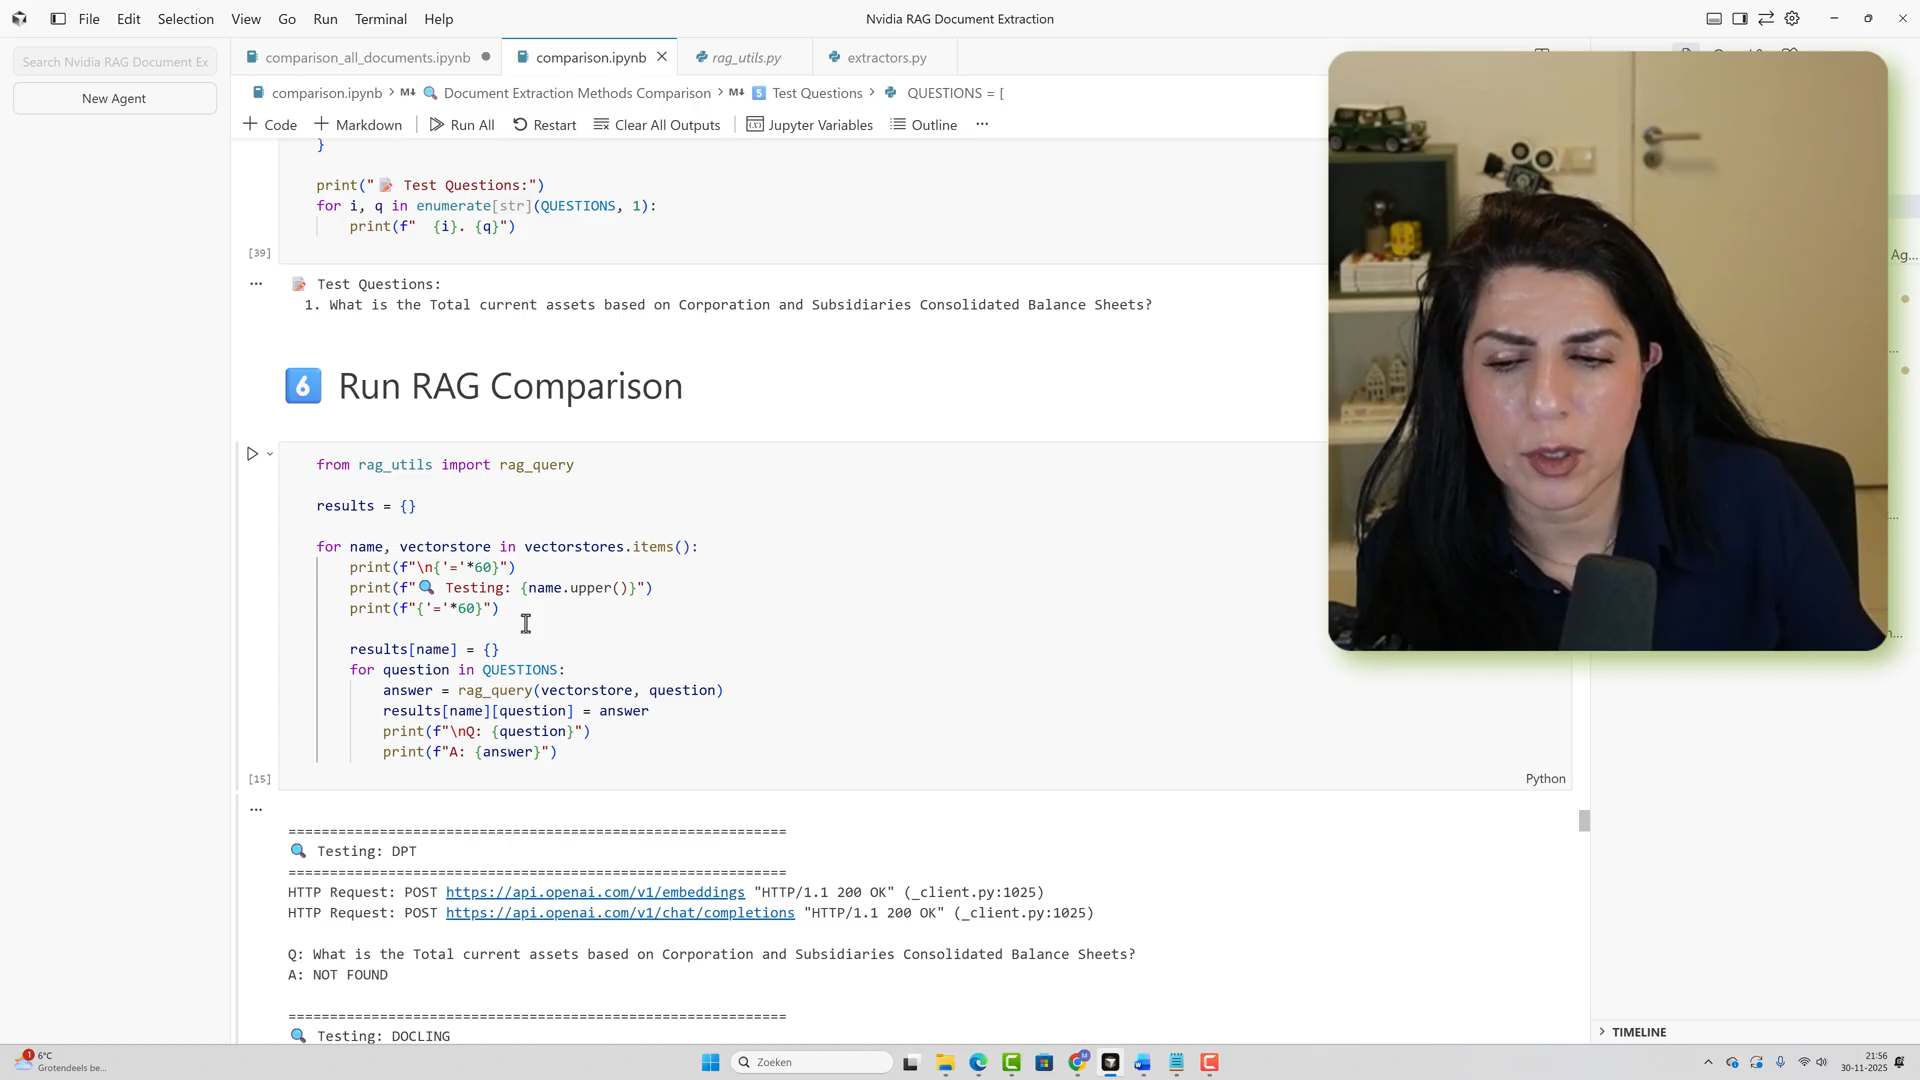 File Edit Selection View Go Run Terminal Help
Nvidia RAG Document Extraction
Search Nvidia RAG Document Ex
New Agent
comparison_all_documents.ipynb
comparison.ipynb
rag_utils.py
extractors.py
comparison.ipynb > M↓ 🔍 Document Extraction Methods Comparison > M↓ 5 Test Questions > QUESTIONS = [
+ Code + Markdown Run All Restart Clear All Outputs Jupyter Variables Outline ...
}
print("📝 Test Questions:")
for i, q in enumerate[str](QUESTIONS, 1):
print(f"  {i}. {q}")
[39]
... 📝 Test Questions:
1. What is the Total current assets based on Corporation and Subsidiaries Consolidated Balance Sheets?
6 Run RAG Comparison
from rag_utils import rag_query
results = {}
for name, vectorstore in vectorstores.items():
print(f"\n{'='*60}")
print(f"🔍 Testing: {name.upper()}")
print(f"{'='*60}")
results[name] = {}
for question in QUESTIONS:
answer = rag_query(vectorstore, question)
results[name][question] = answer
print(f"\nQ: {question}")
print(f"A: {answer}")
[15]
Python
...
============================================================
🔍 Testing: DPT
============================================================
HTTP Request: POST https://api.openai.com/v1/embeddings "HTTP/1.1 200 OK" (_client.py:1025)
HTTP Request: POST https://api.openai.com/v1/chat/completions "HTTP/1.1 200 OK" (_client.py:1025)
Q: What is the Total current assets based on Corporation and Subsidiaries Consolidated Balance Sheets?
A: NOT FOUND
============================================================
🔍 Testing: DOCLING
Ag...
TIMELINE
1
6°C
Grotendeels be...
Zoeken
21:56
30-11-2025